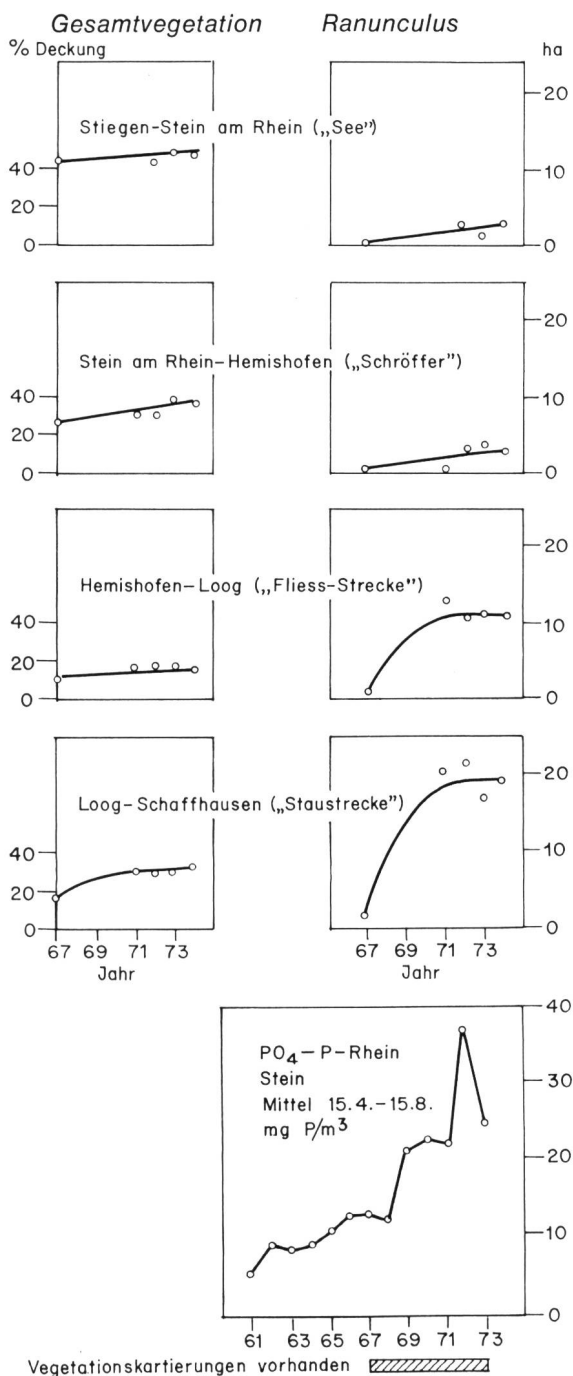 Gesamtvegetation Ranunculus
% Deckung ha
Stiegen-Stein am Rhein („See”)
40
20
0
20
10
0
Stein am Rhein-Hemishofen („Schröffer”)
40
20
0
20
10
0
Hemishofen-Loog („Fliess-Strecke”)
40
20
0
20
10
0
Loog-Schaffhausen („Staustrecke”)
40
20
0
20
10
0
67 69 71 73 67 69 71 73
Jahr Jahr
PO₄-P-Rhein
Stein
Mittel 15.4.-15.8.
mg P/m³
40
30
20
10
0
61 63 65 67 69 71 73
Vegetationskartierungen vorhanden